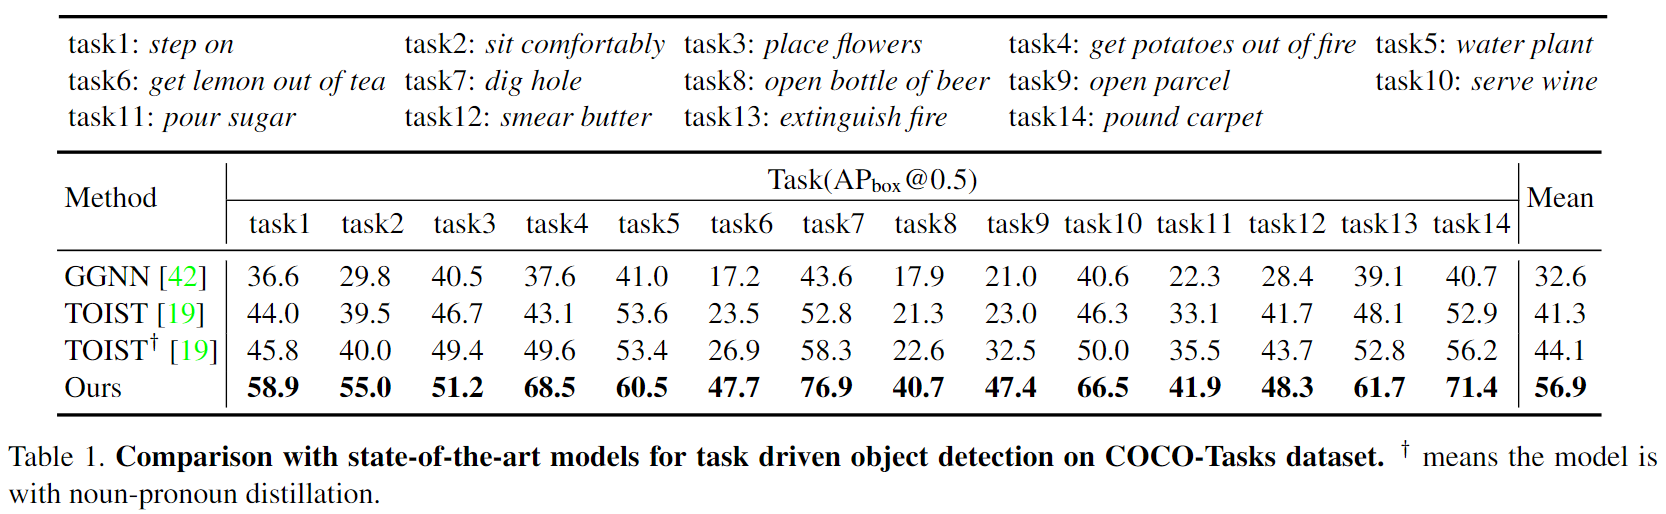 task1: step on task2: sit comfortably task3: place flowers task4: get potatoes out of fire task5: water plant
task6: get lemon out of tea task7: dig hole task8: open bottle of beer task9: open parcel task10: serve wine
task11: pour sugar task12: smear butter task13: extinguish fire task14: pound carpet
Method Task(APbox@0.5) Mean
task1 task2 task3 task4 task5 task6 task7 task8 task9 task10 task11 task12 task13 task14
GGNN [42] 36.6 29.8 40.5 37.6 41.0 17.2 43.6 17.9 21.0 40.6 22.3 28.4 39.1 40.7 32.6
TOIST [19] 44.0 39.5 46.7 43.1 53.6 23.5 52.8 21.3 23.0 46.3 33.1 41.7 48.1 52.9 41.3
TOIST† [19] 45.8 40.0 49.4 49.6 53.4 26.9 58.3 22.6 32.5 50.0 35.5 43.7 52.8 56.2 44.1
Ours 58.9 55.0 51.2 68.5 60.5 47.7 76.9 40.7 47.4 66.5 41.9 48.3 61.7 71.4 56.9
Table 1. Comparison with state-of-the-art models for task driven object detection on COCO-Tasks dataset. † means the model is
with noun-pronoun distillation.